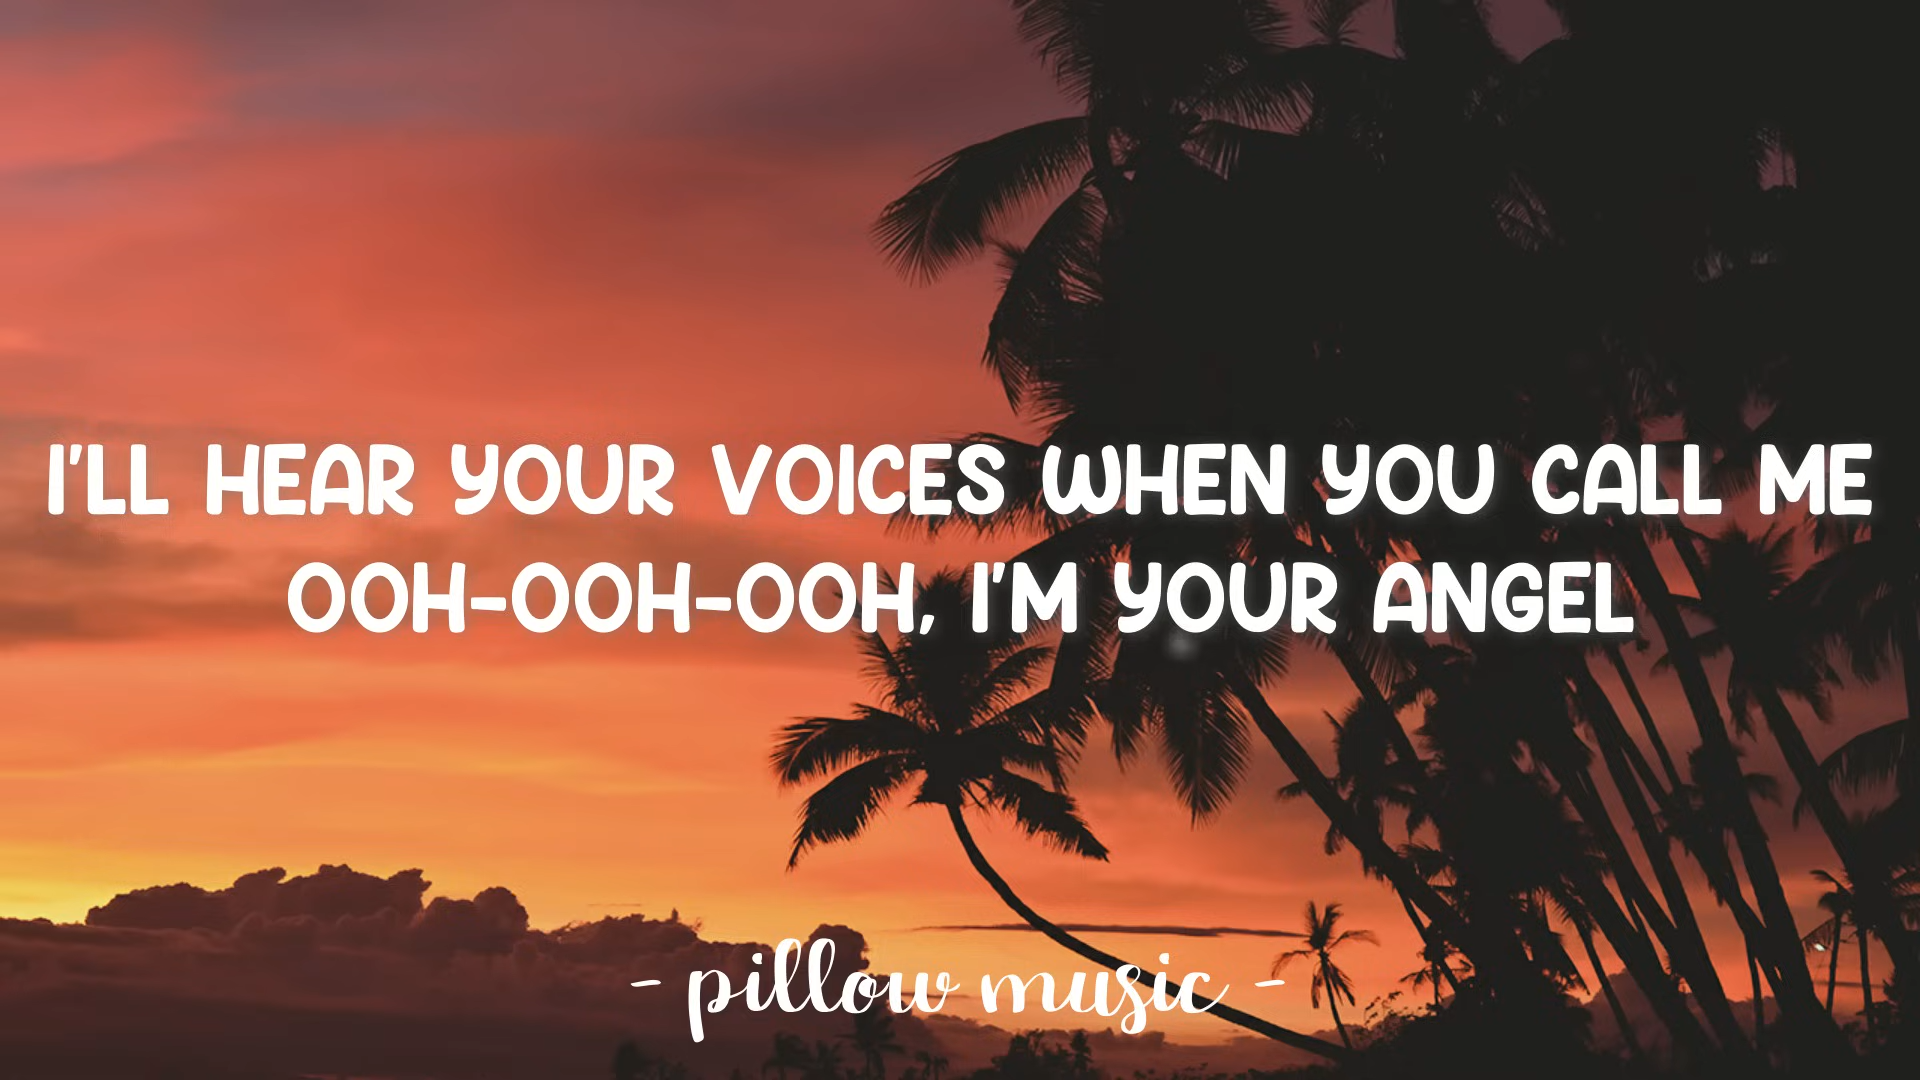 I'LL HEAR YOUR VOICES WHEN YOU CALL ME
OOH-OOH-OOH, I'M YOUR ANGEL
- pillow music -